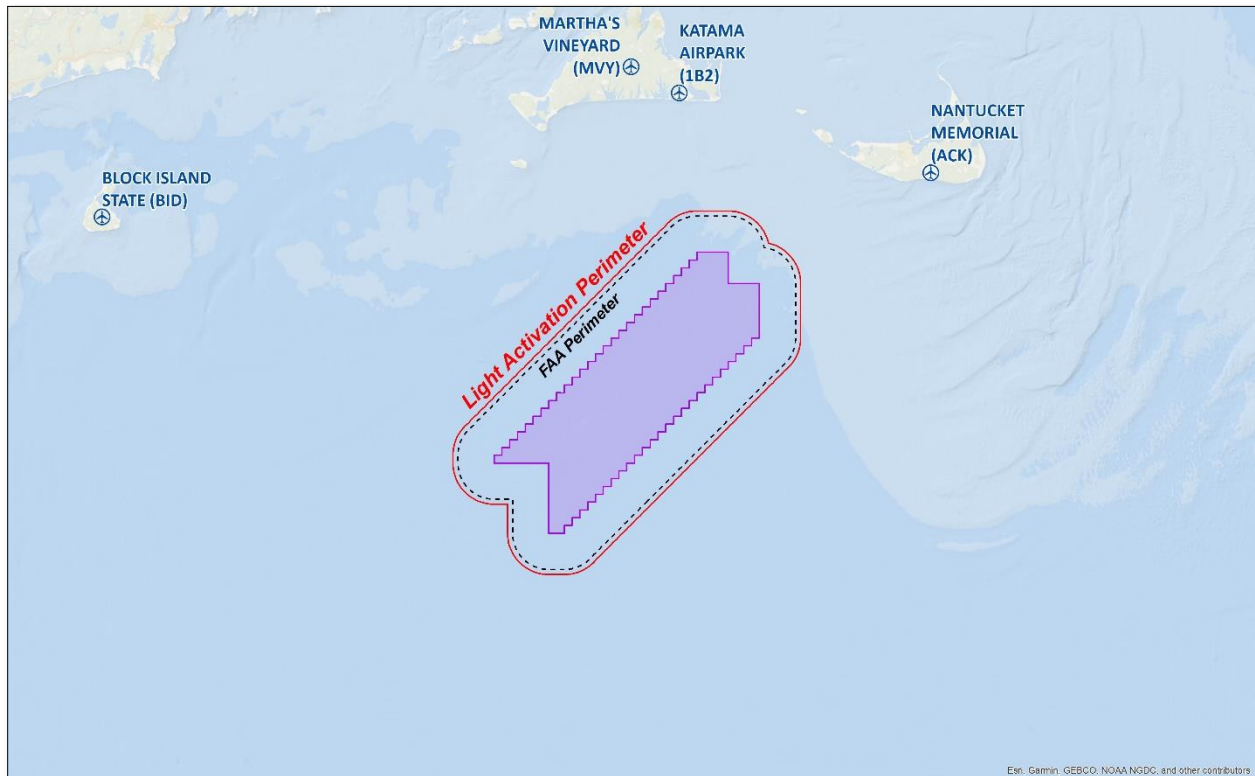 MARTHA'S
VINEYARD
(MVY)
KATAMA
AIRPARK
(1B2)
NANTUCKET
MEMORIAL
(ACK)
BLOCK ISLAND
STATE (BID)
Light Activation Perimeter
FAA Perimeter
Esri, Garmin, GEBCO, NOAA NGDC, and other contributors